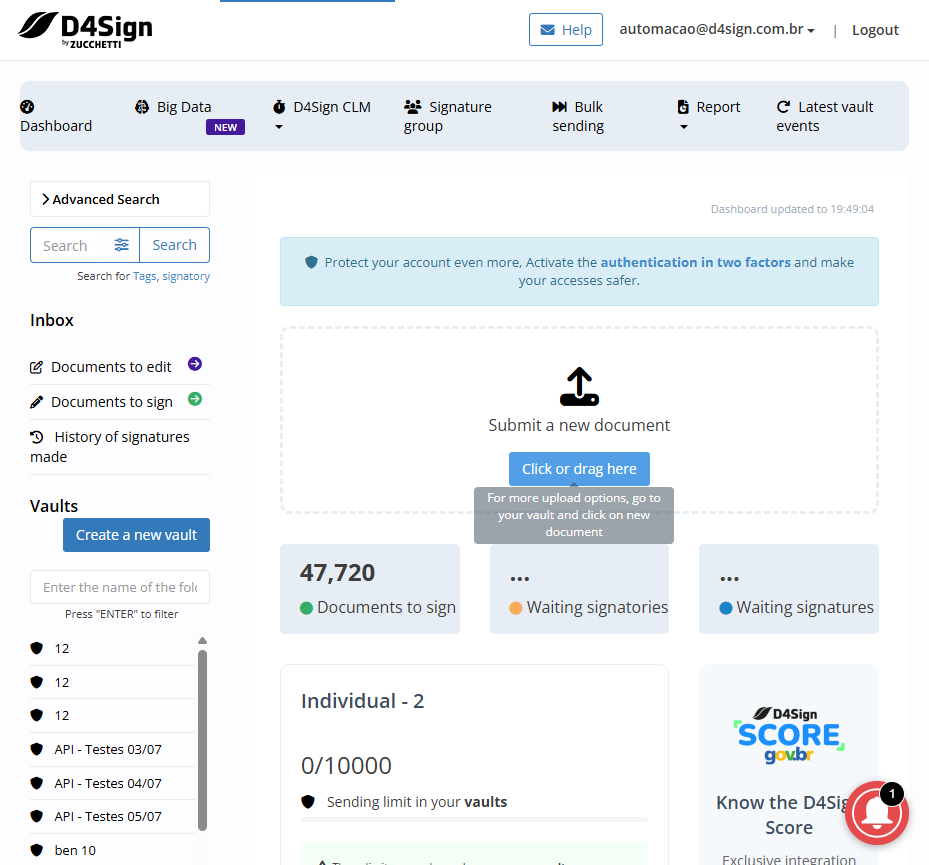 D4Sign
by ZUCCHETTI
Help
automacao@d4sign.com.br
|
Logout
Dashboard
Big Data
NEW
D4Sign CLM
Signature
group
Bulk
sending
Report
Latest vault
events
Advanced Search
Search
Search
Search for Tags, signatory
Inbox
Documents to edit
Documents to sign
History of signatures
made
Vaults
Create a new vault
Enter the name of the fol
Press "ENTER" to filter
12
12
12
API - Testes 03/07
API - Testes 04/07
API - Testes 05/07
ben 10
Dashboard updated to 19:49:04
Protect your account even more, Activate the authentication in two factors and make
your accesses safer.
Submit a new document
Click or drag here
For more upload options, go to
your vault and click on new
document
47,720
Documents to sign
...
Waiting signatories
...
Waiting signatures
Individual - 2
0/10000
Sending limit in your vaults
D4Sign
SCORE
gov.br
Know the D4Sig
Score
Exclusive integration
1